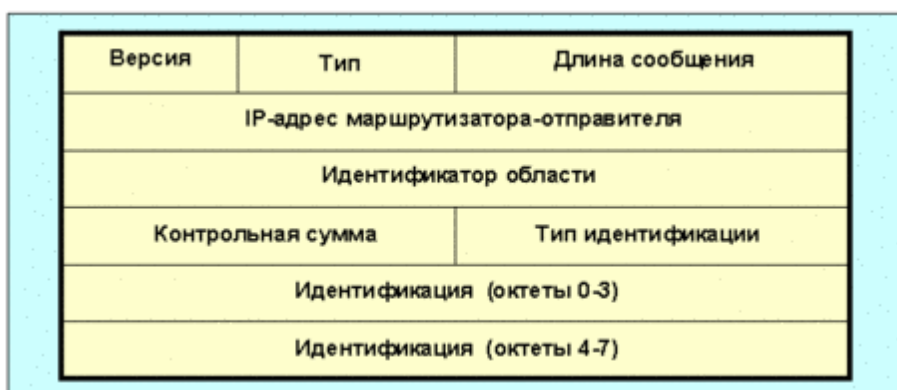 Версия Тип Длина сообщения
IP-адрес маршрутизатора-отправителя
Идентификатор области
Контрольная сумма Тип идентификации
Идентификация (октеты 0-3)
Идентификация (октеты 4-7)